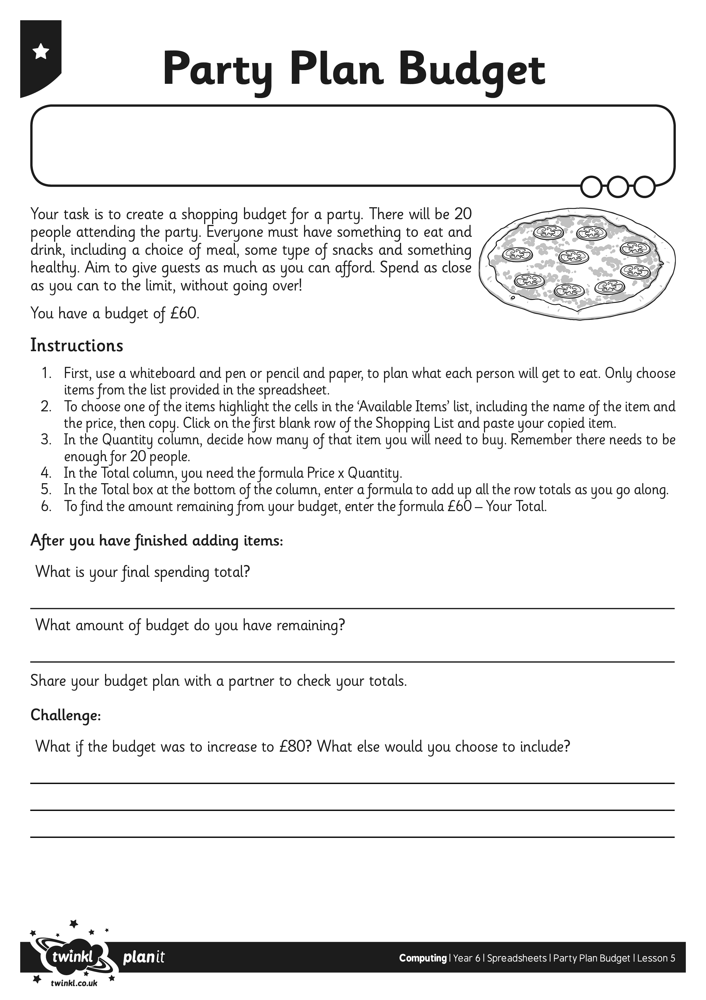 Party Plan Budget
Your task is to create a shopping budget for a party. There will be 20
people attending the party. Everyone must have something to eat and
drink, including a choice of meal, some type of snacks and something
healthy. Aim to give guests as much as you can afford. Spend as close
as you can to the limit, without going over!
You have a budget of £60.
Instructions
1. First, use a whiteboard and pen or pencil and paper, to plan what each person will get to eat. Only choose
items from the list provided in the spreadsheet.
2. To choose one of the items highlight the cells in the ‘Available Items’ list, including the name of the item and
the price, then copy. Click on the first blank row of the Shopping List and paste your copied item.
3. In the Quantity column, decide how many of that item you will need to buy. Remember there needs to be
enough for 20 people.
4. In the Total column, you need the formula Price x Quantity.
5. In the Total box at the bottom of the column, enter a formula to add up all the row totals as you go along.
6. To find the amount remaining from your budget, enter the formula £60 – Your Total.
After you have finished adding items:
What is your final spending total?
What amount of budget do you have remaining?
Share your budget plan with a partner to check your totals.
Challenge:
What if the budget was to increase to £80? What else would you choose to include?
twinkl planit
Computing | Year 6 | Spreadsheets | Party Plan Budget | Lesson 5
twinkl.co.uk